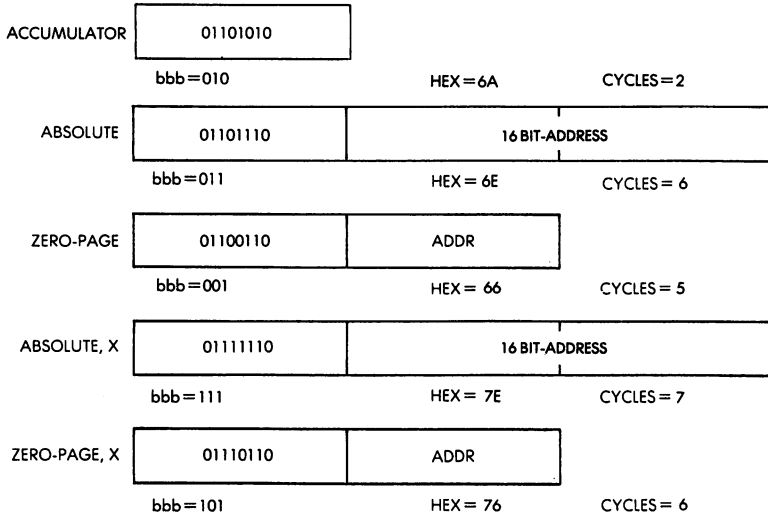 ACCUMULATOR 01101010
bbb=010 HEX=6A CYCLES=2
ABSOLUTE 01101110 16 BIT-ADDRESS
bbb=011 HEX= 6E CYCLES= 6
ZERO-PAGE 01100110 ADDR
bbb=001 HEX= 66 CYCLES= 5
ABSOLUTE, X 01111110 16 BIT-ADDRESS
bbb=111 HEX= 7E CYCLES= 7
ZERO-PAGE, X 01110110 ADDR
bbb=101 HEX= 76 CYCLES= 6